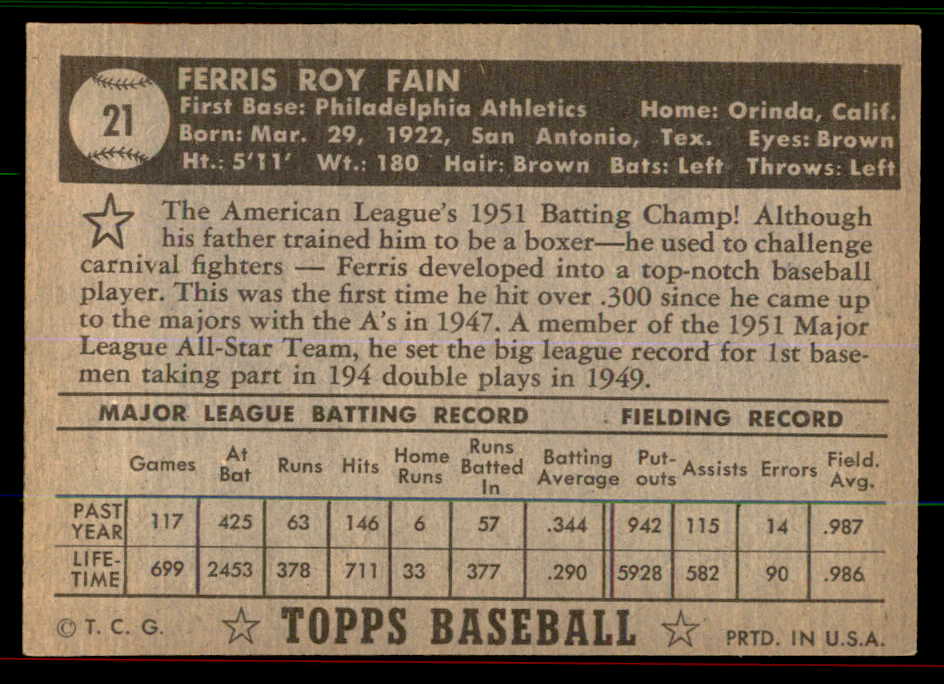 21
FERRIS ROY FAIN
First Base: Philadelphia Athletics Home: Orinda, Calif.
Born: Mar. 29, 1922, San Antonio, Tex. Eyes: Brown
Ht.: 5'11' Wt.: 180 Hair: Brown Bats: Left Throws: Left
The American League's 1951 Batting Champ! Although
his father trained him to be a boxer—he used to challenge
carnival fighters — Ferris developed into a top-notch baseball
player. This was the first time he hit over .300 since he came up
to the majors with the A's in 1947. A member of the 1951 Major
League All-Star Team, he set the big league record for 1st base-
men taking part in 194 double plays in 1949.
MAJOR LEAGUE BATTING RECORD FIELDING RECORD
Games At Bat Runs Hits Home Runs Runs Batted In Batting Average Put-outs Assists Errors Field. Avg.
PAST YEAR 117 425 63 146 6 57 .344 942 115 14 .987
LIFE-TIME 699 2453 378 711 33 377 .290 5928 582 90 .986
© T. C. G. TOPPS BASEBALL PRTD. IN U.S.A.